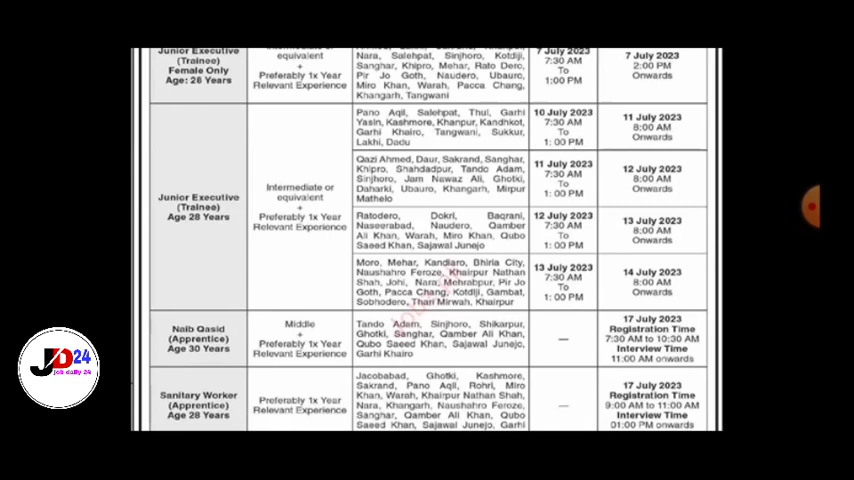 Junior Executive
(Trainee)
Female Only
Age: 28 Years
Intermediate or
equivalent
+
Preferably 1x Year
Relevant Experience
Nara, Salehpat, Sinjhoro, Kotdiji,
Sanghar, Khipro, Mehar, Rato Dero,
Pir Jo Goth, Naudero, Ubauro,
Miro Khan, Warah, Pacca Chang,
Khangarh, Tangwani
7 July 2023
7:30 AM
To
1:00 PM
7 July 2023
2:00 PM
Onwards
Junior Executive
(Trainee)
Age 28 Years
Intermediate or
equivalent
+
Preferably 1x Year
Relevant Experience
Pano Aqil, Salehpat, Thul, Garhi
Yasin, Kashmore, Khanpur, Kandhkot,
Garhi Khairo, Tangwani, Sukkur,
Lakhi, Dadu
10 July 2023
7:30 AM
To
1: 00 PM
11 July 2023
8:00 AM
Onwards
Qazi Ahmed, Daur, Sakrand, Sanghar,
Khipro, Shahdadpur, Tando Adam,
Sinjhoro, Jam Nawaz Ali, Ghotki,
Daharki, Ubauro, Khangarh, Mirpur
Mathelo
11 July 2023
7:30 AM
To
1: 00 PM
12 July 2023
8:00 AM
Onwards
Ratodero, Dokri, Baqrani,
Naseerabad, Naudero, Qamber
Ali Khan, Warah, Miro Khan, Qubo
Saeed Khan, Sajawal Junejo
12 July 2023
7:30 AM
To
1: 00 PM
13 July 2023
8:00 AM
Onwards
Moro, Mehar, Kandiaro, Bhiria City,
Naushahro Feroze, Khairpur Nathan
Shah, Johi, Nara, Mehrabpur, Pir Jo
Goth, Pacca Chang, Kotdiji, Gambat,
Sobhodero, Thari Mirwah, Khairpur
13 July 2023
7:30 AM
To
1: 00 PM
14 July 2023
8:00 AM
Onwards
Naib Qasid
(Apprentice)
Age 30 Years
Middle
+
Preferably 1x Year
Relevant Experience
Tando Adam, Sinjhoro, Shikarpur,
Ghotki, Sanghar, Qamber Ali Khan,
Qubo Saeed Khan, Sajawal Junejo,
Garhi Khairo
—
17 July 2023
Registration Time
7:30 AM to 10:30 AM
Interview Time
11:00 AM onwards
Sanitary Worker
(Apprentice)
Age 28 Years
Preferably 1x Year
Relevant Experience
Jacobabad, Ghotki, Kashmore,
Sakrand, Pano Aqil, Rohri, Miro
Khan, Warah, Khairpur Nathan Shah,
Nara, Khangarh, Naushahro Feroze,
Sanghar, Qamber Ali Khan, Qubo
Saeed Khan, Sajawal Junejo, Garhi
—
17 July 2023
Registration Time
9:00 AM to 11:00 AM
Interview Time
01:00 PM onwards
JD24
job daily 24